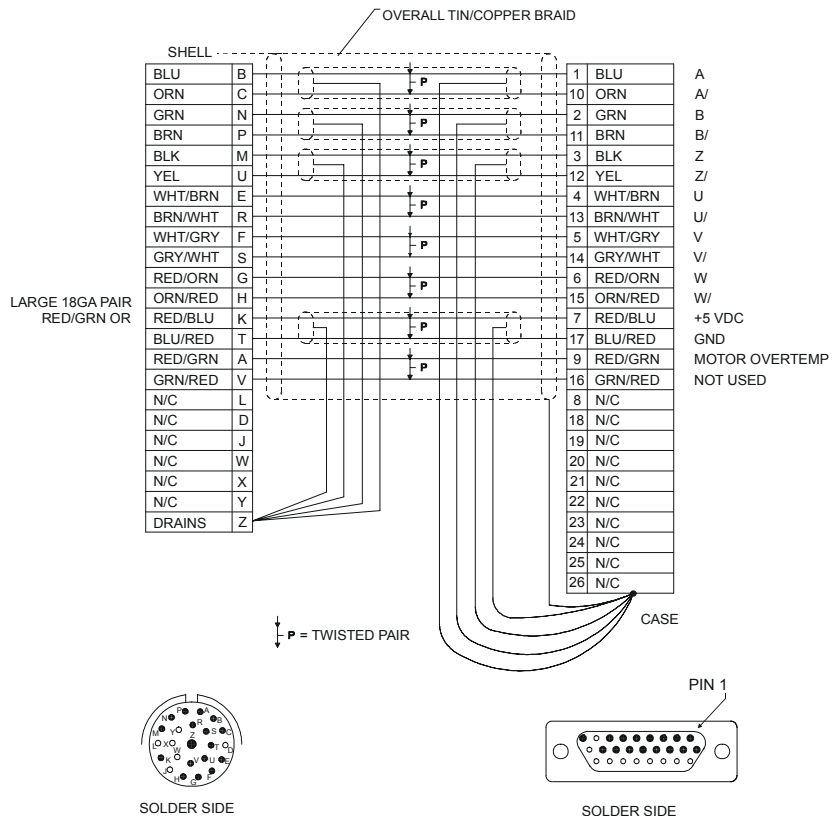 OVERALL TIN/COPPER BRAID
SHELL
BLU B P 1 BLU A
ORN C 10 ORN A/
GRN N P 2 GRN B
BRN P 11 BRN B/
BLK M P 3 BLK Z
YEL U 12 YEL Z/
WHT/BRN E P 4 WHT/BRN U
BRN/WHT R 13 BRN/WHT U/
WHT/GRY F P 5 WHT/GRY V
GRY/WHT S 14 GRY/WHT V/
RED/ORN G P 6 RED/ORN W
LARGE 18GA PAIR ORN/RED H 15 ORN/RED W/
RED/GRN OR RED/BLU K P 7 RED/BLU +5 VDC
BLU/RED T 17 BLU/RED GND
RED/GRN A P 9 RED/GRN MOTOR OVERTEMP
GRN/RED V 16 GRN/RED NOT USED
N/C L 8 N/C
N/C D 18 N/C
N/C J 19 N/C
N/C W 20 N/C
N/C X 21 N/C
N/C Y 22 N/C
DRAINS Z 23 N/C
24 N/C
25 N/C
26 N/C
CASE
P = TWISTED PAIR
PIN 1
P A
N R B
M Y S C
Z
L X T D
W
K V U E
J F
H G
SOLDER SIDE
SOLDER SIDE